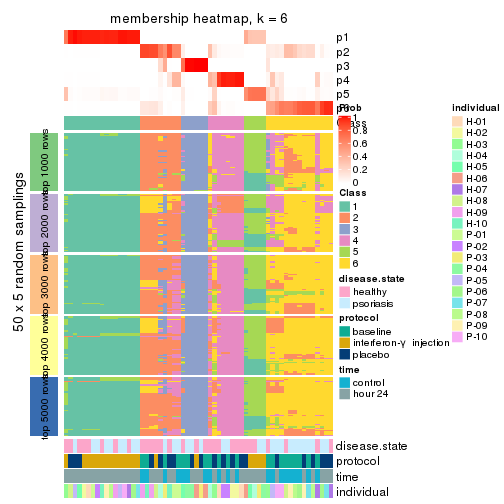 membership heatmap, k = 6
p1
p2
p3
p4
p5
50 x 5 random samplings
top 1000 rows
top 2000 rows
top 3000 rows
top 4000 rows
top 5000 rows
Prob
1
0.8
0.6
0.4
0.2
0
Class
1
2
3
4
5
6
disease.state
healthy
psoriasis
protocol
baseline
interferon-γ injection
placebo
time
control
hour 24
individual
H-01
H-02
H-03
H-04
H-05
H-06
H-07
H-08
H-09
H-10
P-01
P-02
P-03
P-04
P-05
P-06
P-07
P-08
P-09
P-10
disease.state
protocol
time
individual